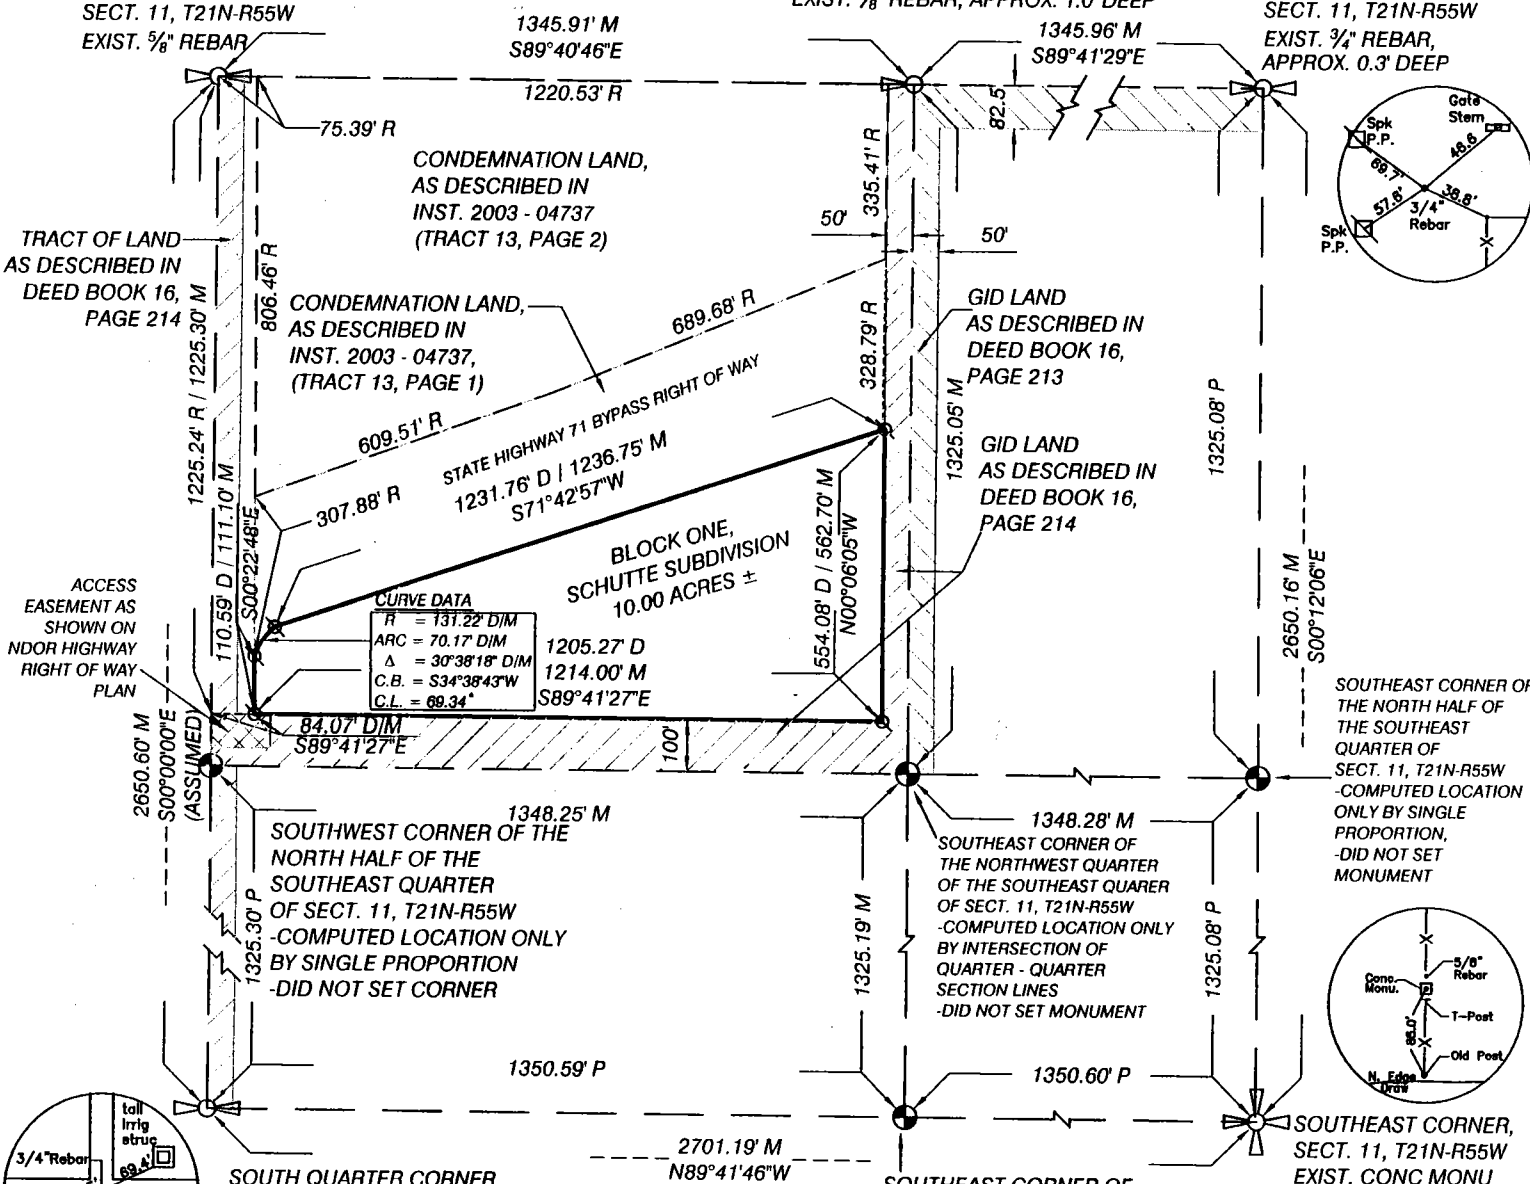 SECT. 11, T21N-R55W
EXIST. ⅝" REBAR
1345.91' M
S89°40'46"E
1220.53' R
EXIST. ⅝" REBAR, APPROX. 1.0' DEEP
1345.96' M
S89°41'29"E
SECT. 11, T21N-R55W
EXIST. ¾" REBAR,
APPROX. 0.3' DEEP
75.39' R
82.5'
Gate
Stem
Spk
P.P.
46.6
69.7'
57.8'
38.8'
3/4"
Rebar
Spk
P.P.
CONDEMNATION LAND,
AS DESCRIBED IN
INST. 2003 - 04737
(TRACT 13, PAGE 2)
335.41' R
50'
50'
TRACT OF LAND
AS DESCRIBED IN
DEED BOOK 16,
PAGE 214
806.46' R
1225.24' R / 1225.30' M
CONDEMNATION LAND,
AS DESCRIBED IN
INST. 2003 - 04737,
(TRACT 13, PAGE 1)
689.68' R
609.51' R
328.79' R
GID LAND
AS DESCRIBED IN
DEED BOOK 16,
PAGE 213
1325.05' M
1325.08' P
STATE HIGHWAY 71 BYPASS RIGHT OF WAY
1231.76' D / 1236.75' M
S71°42'57"W
307.88' R
GID LAND
AS DESCRIBED IN
DEED BOOK 16,
PAGE 214
110.59' D / 111.10' M
S00°22'48"E
BLOCK ONE,
SCHUTTE SUBDIVISION
10.00 ACRES ±
554.08' D / 562.70' M
N00°06'05"W
2650.16' M
S00°12'06"E
ACCESS
EASEMENT AS
SHOWN ON
NDOR HIGHWAY
RIGHT OF WAY
PLAN
CURVE DATA
R = 131.22' D/M
ARC = 70.17' D/M
Δ = 30°38'18" D/M
C.B. = S34°38'43"W
C.L. = 69.34'
1205.27' D
1214.00' M
S89°41'27"E
84.07' D/M
S89°41'27"E
100'
2650.60' M
S00°00'00"E
(ASSUMED)
SOUTHEAST CORNER OF
THE NORTH HALF OF
THE SOUTHEAST
QUARTER OF
SECT. 11, T21N-R55W
-COMPUTED LOCATION
ONLY BY SINGLE
PROPORTION,
-DID NOT SET
MONUMENT
1348.25' M
1348.28' M
SOUTHWEST CORNER OF THE
NORTH HALF OF THE
SOUTHEAST QUARTER
OF SECT. 11, T21N-R55W
-COMPUTED LOCATION ONLY
BY SINGLE PROPORTION
-DID NOT SET CORNER
1325.30' P
1325.19' M
SOUTHEAST CORNER OF
THE NORTHWEST QUARTER
OF THE SOUTHEAST QUARER
OF SECT. 11, T21N-R55W
-COMPUTED LOCATION ONLY
BY INTERSECTION OF
QUARTER - QUARTER
SECTION LINES
-DID NOT SET MONUMENT
1325.08' P
5/8"
Rebar
Conc.
Monu.
T-Post
86.0'
Old Post
N. Edge
Draw
1350.59' P
1350.60' P
tall
Irrig
struc
3/4"Rebar
69.4'
2701.19' M
N89°41'46"W
SOUTHEAST CORNER,
SECT. 11, T21N-R55W
EXIST. CONC MONU
SOUTH QUARTER CORNER
SOUTHEAST CORNER OF